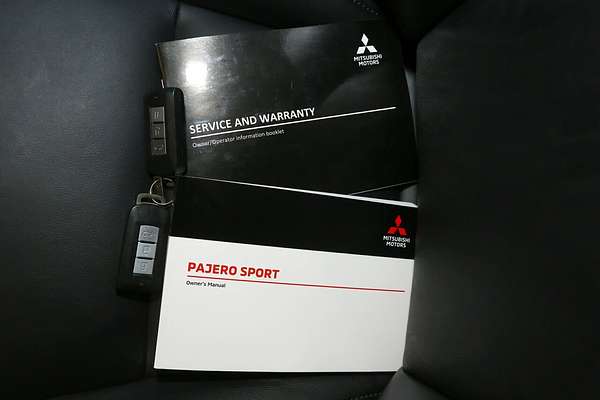 MITSUBISHI
MOTORS
SERVICE AND WARRANTY
Owner/Operator information booklet
MITSUBISHI
MOTORS
PAJERO SPORT
Owner's Manual